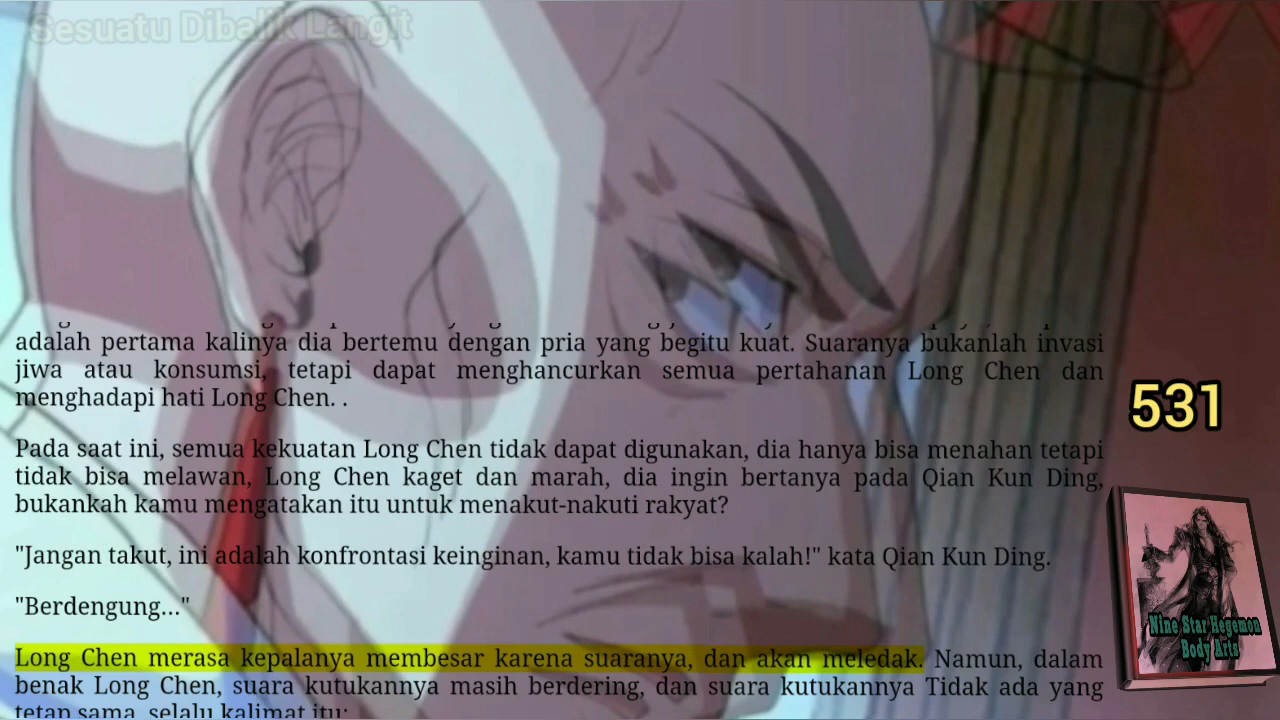 Sesuatu Dibalik Langit
adalah pertama kalinya dia bertemu dengan pria yang begitu kuat. Suaranya bukanlah invasi
jiwa atau konsumsi, tetapi dapat menghancurkan semua pertahanan Long Chen dan
menghadapi hati Long Chen. .
Pada saat ini, semua kekuatan Long Chen tidak dapat digunakan, dia hanya bisa menahan tetapi
tidak bisa melawan, Long Chen kaget dan marah, dia ingin bertanya pada Qian Kun Ding,
bukankah kamu mengatakan itu untuk menakut-nakuti rakyat?
"Jangan takut, ini adalah konfrontasi keinginan, kamu tidak bisa kalah!" kata Qian Kun Ding.
"Berdengung..."
Long Chen merasa kepalanya membesar karena suaranya, dan akan meledak. Namun, dalam
benak Long Chen, suara kutukannya masih berdering, dan suara kutukannya Tidak ada yang
tetap sama, selalu kalimat itu:
531
Nine Star Hegemon
Body Arts